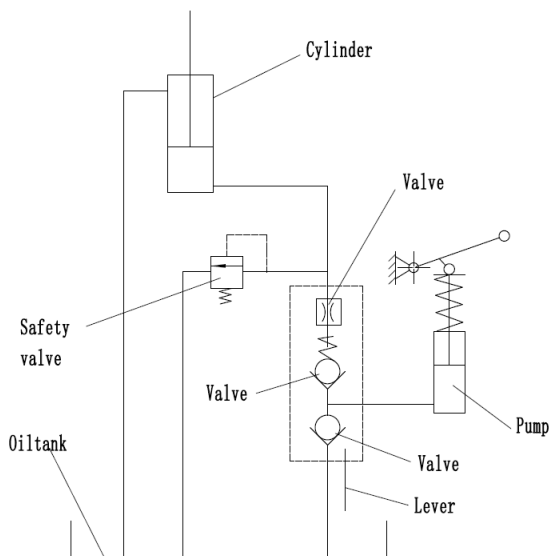 Cylinder
Valve
Safety
valve
Valve
Pump
Oiltank
Valve
Lever